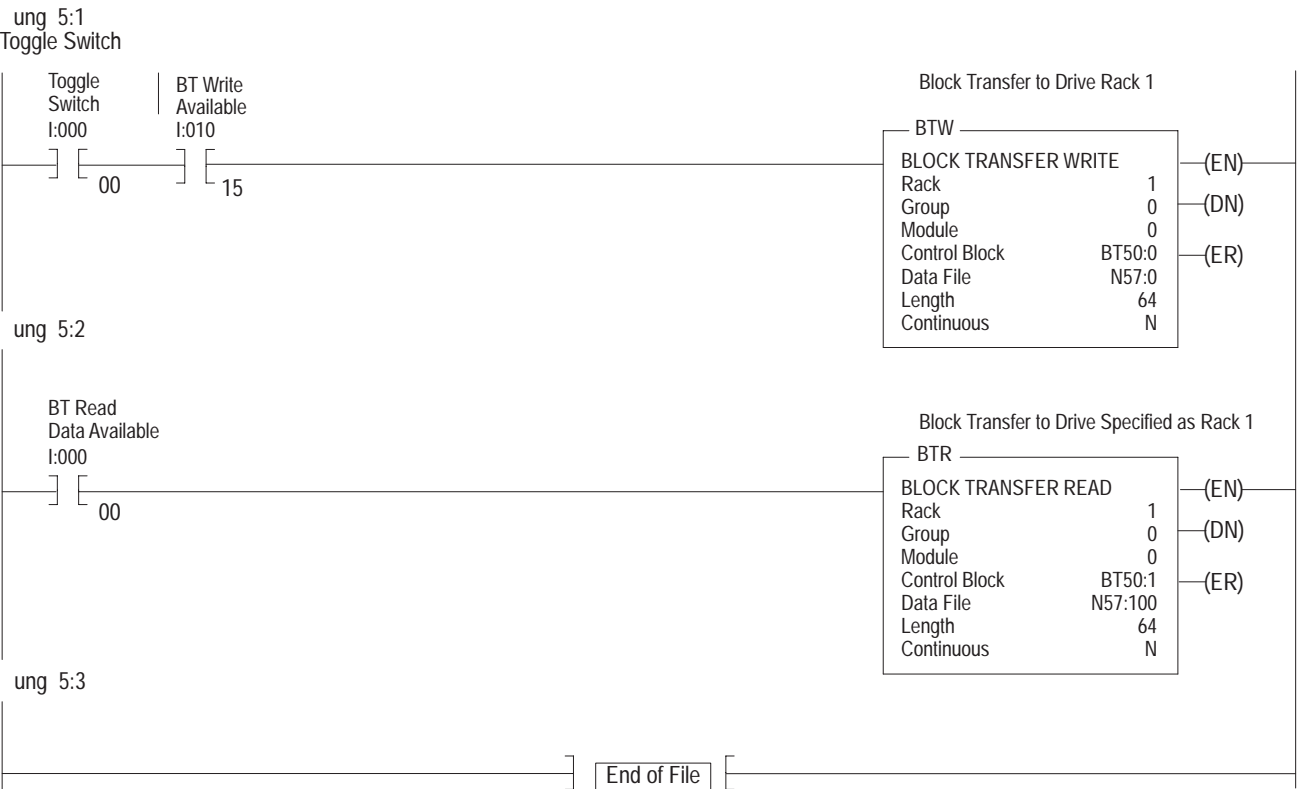 ung 5:1
Toggle Switch
Toggle
Switch
I:000
00
BT Write
Available
I:010
15
Block Transfer to Drive Rack 1
BTW
BLOCK TRANSFER WRITE
Rack 1
Group 0
Module 0
Control Block BT50:0
Data File N57:0
Length 64
Continuous N
(EN)
(DN)
(ER)
ung 5:2
BT Read
Data Available
I:000
00
Block Transfer to Drive Specified as Rack 1
BTR
BLOCK TRANSFER READ
Rack 1
Group 0
Module 0
Control Block BT50:1
Data File N57:100
Length 64
Continuous N
(EN)
(DN)
(ER)
ung 5:3
End of File